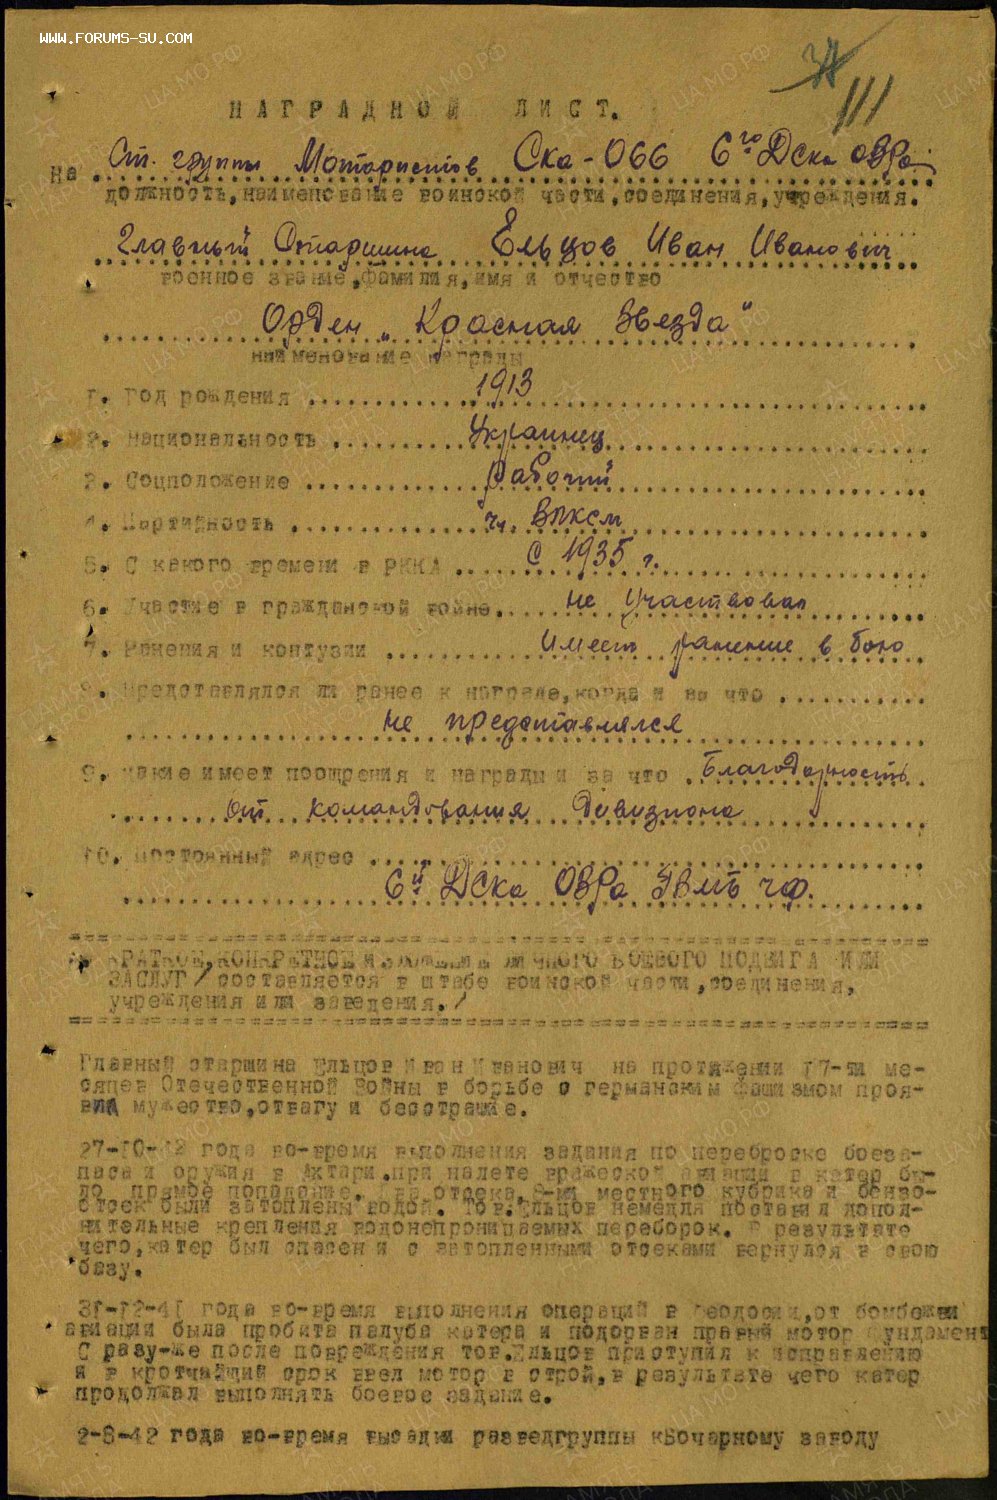 WWW.FORUMS-SU.COM
111
НАГРАДНОЙ ЛИСТ.
На Ст. группы Мотористов Ска-066 6го Дска ОВРа
должность, наименование воинской части, соединения, учреждения.
Главный Старшина Ельцов Иван Иванович
военное звание, фамилия, имя и отчество
Орден „Красная Звезда"
наименование награды
1. Год рождения 1913
2. Национальность Украинец
3. Соцположение рабочий
4. Партийность чл. ВЛКСМ
5. С какого времени в РККА С 1935 г.
6. Участие в гражданской войне. не участвовал
7. Ранения и контузии Имеет ранение в бою
8. Представлялся ли ранее к награде, когда и за что
не представлялся
9. какие имеет поощрения и награды и за что Благодарность
от командования дивизиона
10. Постоянный адрес
6й ДСка ОВРа ЧФ.
КРАТКОЕ, КОНКРЕТНОЕ ИЗЛОЖЕНИЕ ЛИЧНОГО БОЕВОГО ПОДВИГА ИЛИ
ЗАСЛУГ / составляется в штабе воинской части, соединения,
учреждения или заведения./
Главный старшина Ельцов Иван Иванович на протяжении 17-ти ме-
сяцев Отечественной Войны в борьбе с германским фашизмом проя-
вил мужество, отвагу и бесстрашие.
27-10-42 года во-время выполнения задания по переброске боеза-
паса и оружия в Ахтари. при налете вражеской авиации в катер бы-
ло прямое попадание. Два отсека, 8-ми местного кубрика и бензо-
отсек были затоплены водой. Тов. Ельцов немедля поставил допол-
нительные крепления водонепроницаемых переборок. В результате
чего, катер был спасен и с затопленными отсеками вернулся в свою
базу.
31-12-41 года во-время выполнения операций в Феодосии, от бомбежки
авиации была пробита палуба катера и подорван правый мотор фундамент
С разу-же после повреждения тов. Ельцов приступил к исправлению
и в кротчайший срок ввел мотор в строй, в результате чего катер
продолжал выполнять боевое задание.
2-8-42 года во-время высадки разведгруппы кБочарному заводу